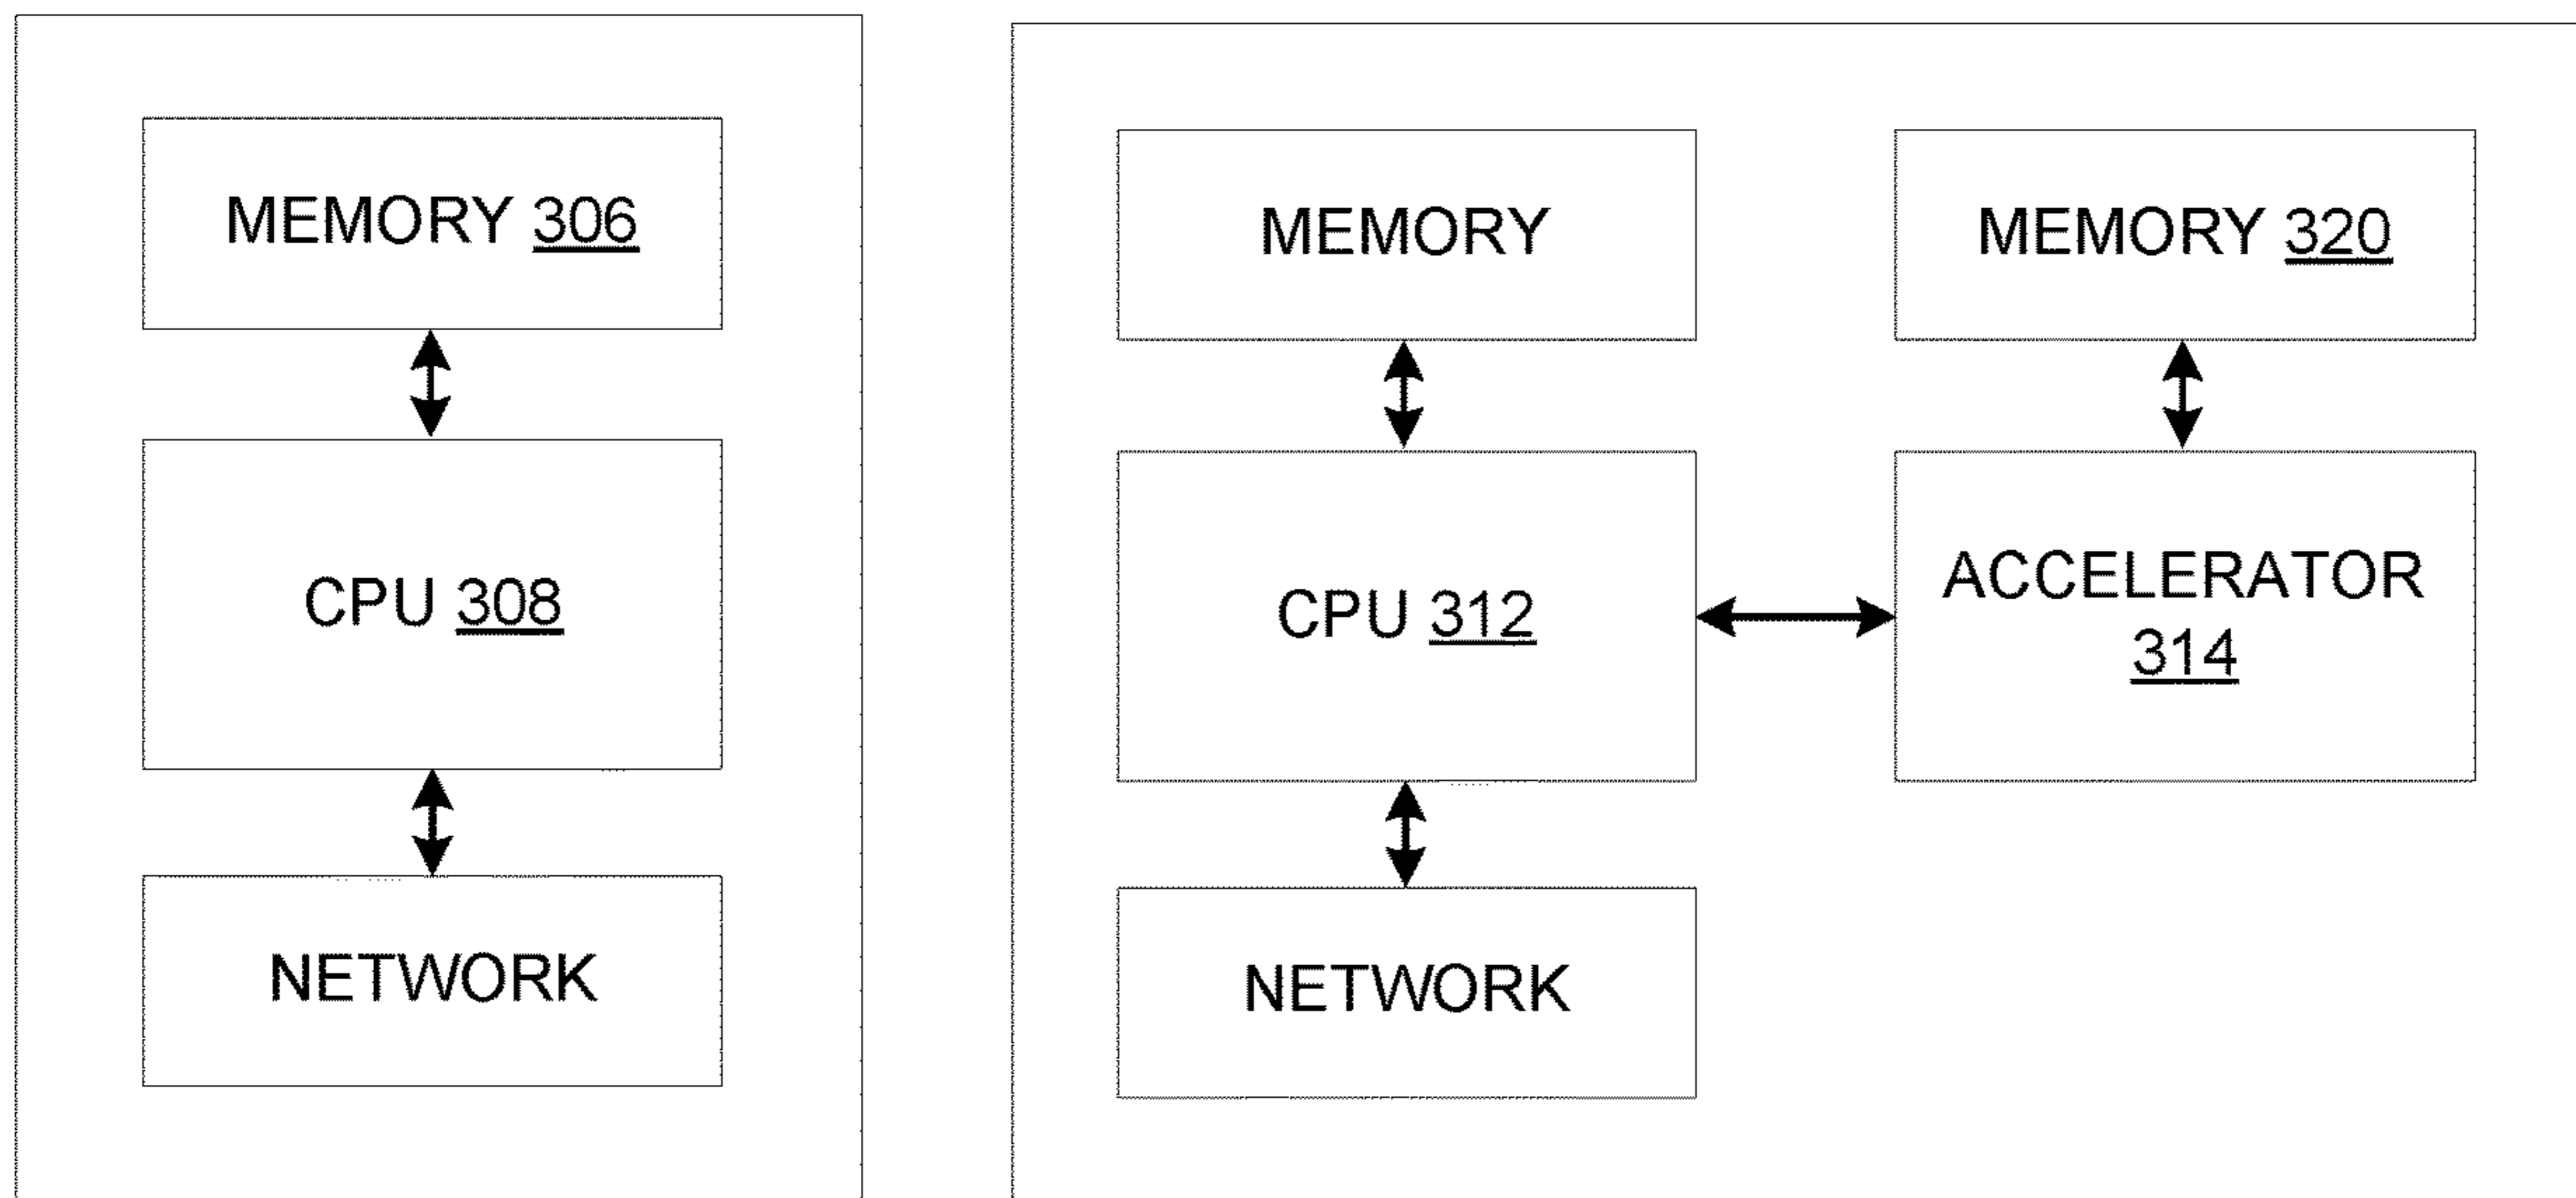 MEMORY 306
CPU 308
NETWORK
MEMORY
MEMORY 320
CPU 312
ACCELERATOR
314
NETWORK